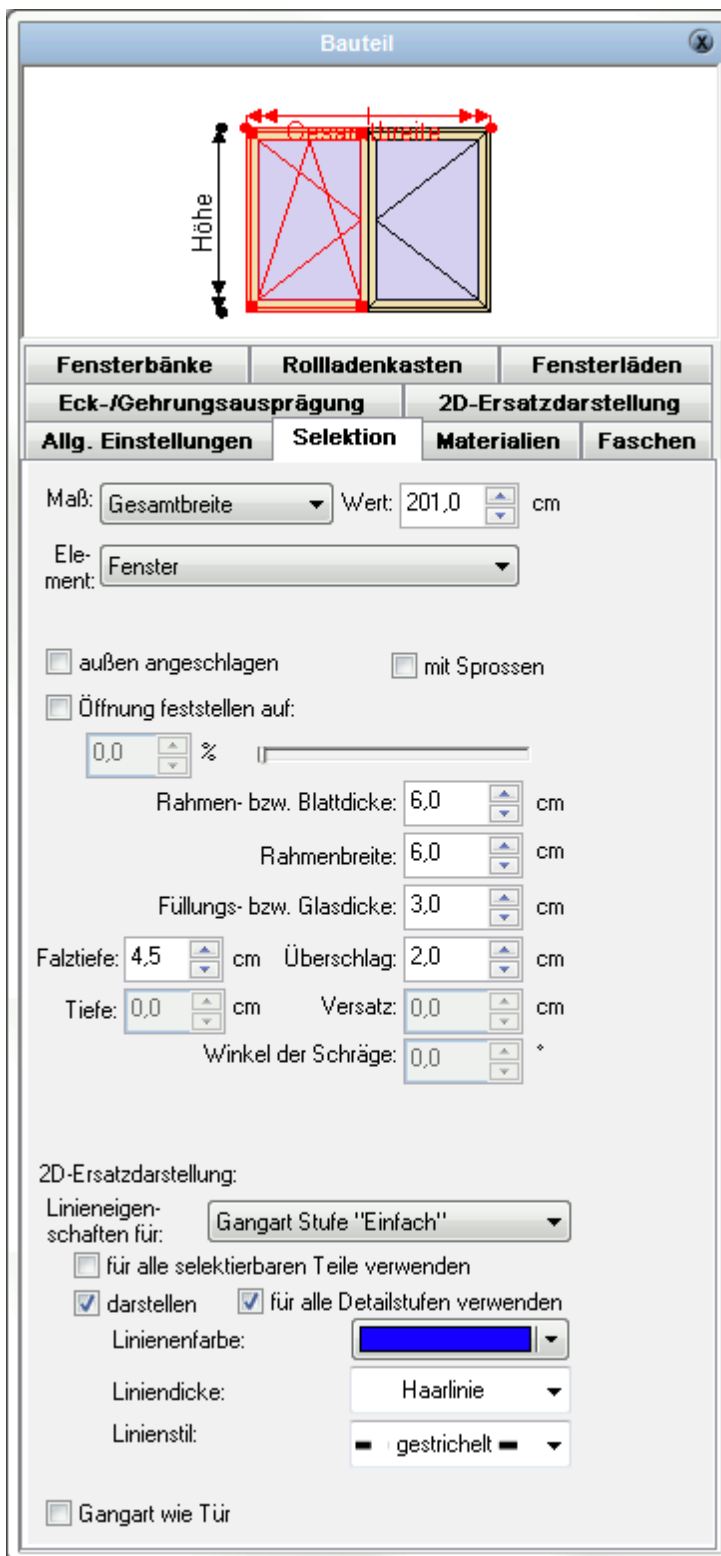 Bauteil
Gesamtbreite
Höhe
Fensterbänke Rollladenkasten Fensterläden
Eck-/Gehrungsausprägung 2D-Ersatzdarstellung
Allg. Einstellungen Selektion Materialien Faschen
Maß: Gesamtbreite Wert: 201,0 cm
Ele-
ment: Fenster
außen angeschlagen mit Sprossen
Öffnung feststellen auf:
0,0 %
Rahmen- bzw. Blattdicke: 6,0 cm
Rahmenbreite: 6,0 cm
Füllungs- bzw. Glasdicke: 3,0 cm
Falztiefe: 4,5 cm Überschlag: 2,0 cm
Tiefe: 0,0 cm Versatz: 0,0 cm
Winkel der Schräge: 0,0 °
2D-Ersatzdarstellung:
Linieneigen-
schaften für: Gangart Stufe "Einfach"
für alle selektierbaren Teile verwenden
darstellen für alle Detailstufen verwenden
Linienenfarbe:
Liniendicke: Haarlinie
Linienstil: gestrichelt
Gangart wie Tür